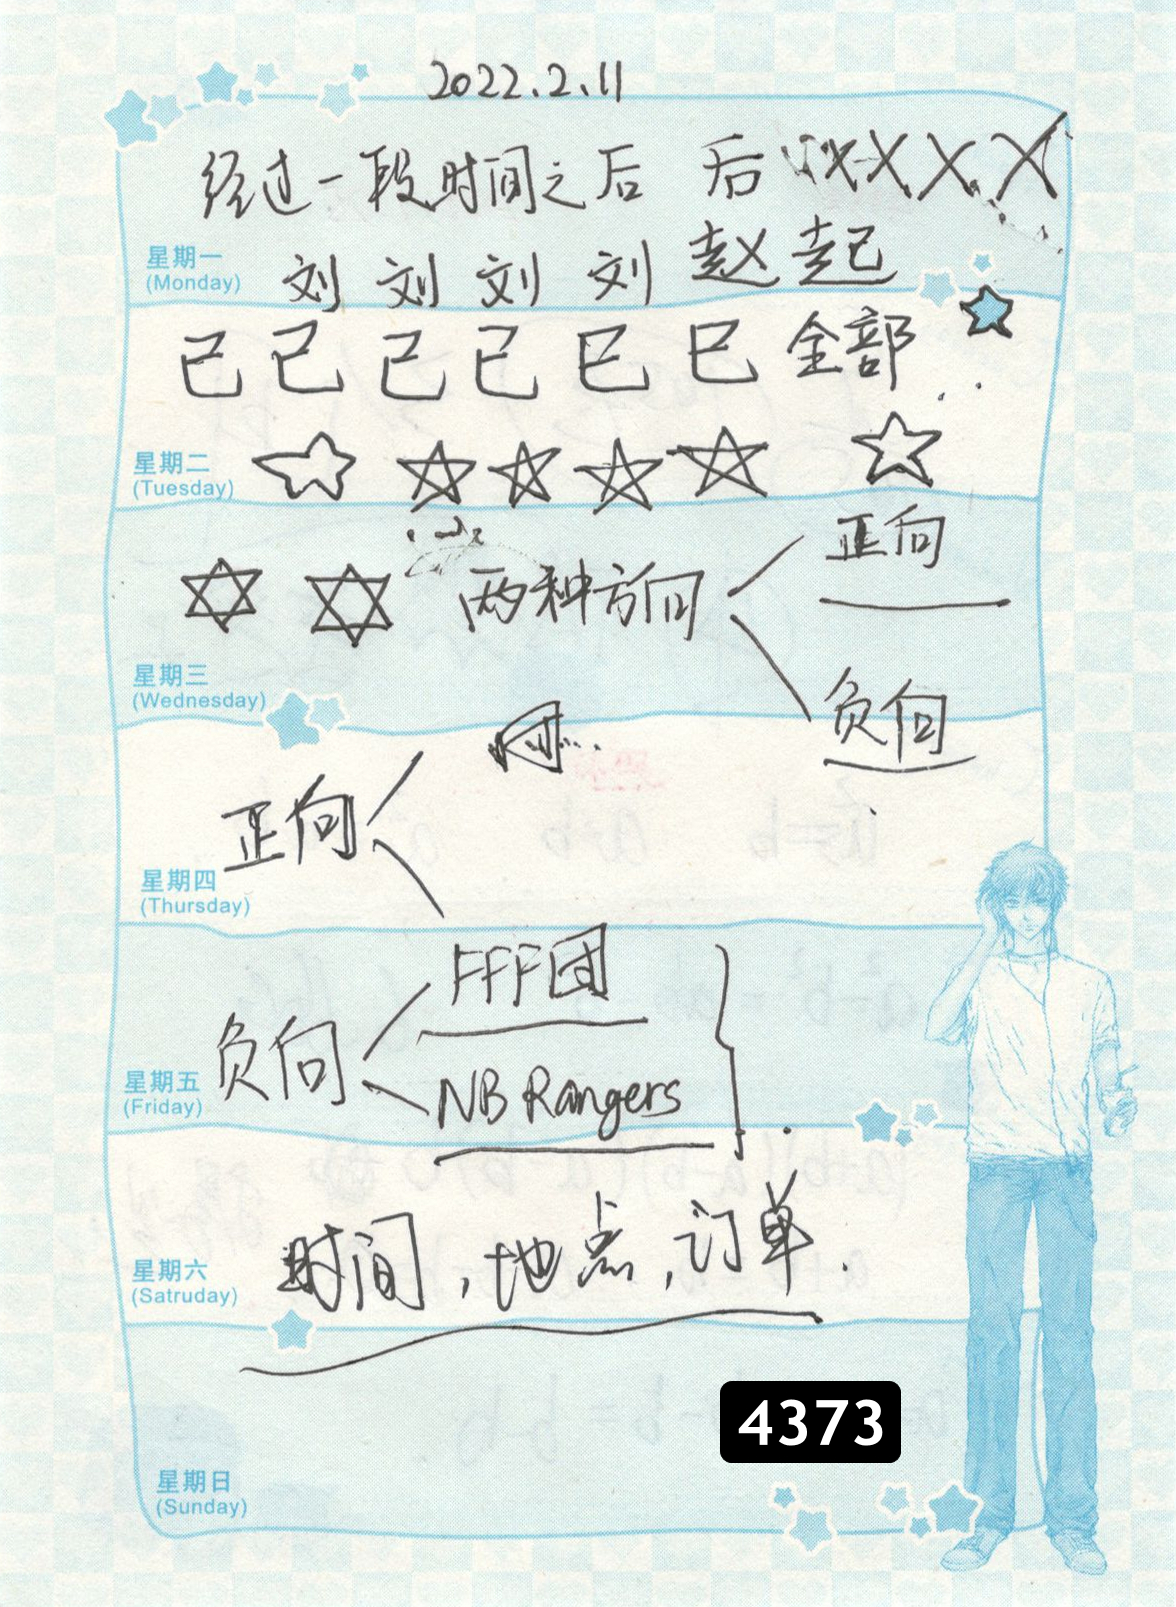 2022.2.11
经过一段时间之后 后 XXXX
星期一
(Monday)
刘 刘 刘 刘 赵 起
己 己 己 己 巳 巳 全部
星期二
(Tuesday)
正向
两种方向
星期三
(Wednesday)
负向
正向
星期四
(Thursday)
FFF团
负向
星期五
(Friday)
NB Rangers
时间,地点,订单.
星期六
(Satruday)
4373
星期日
(Sunday)